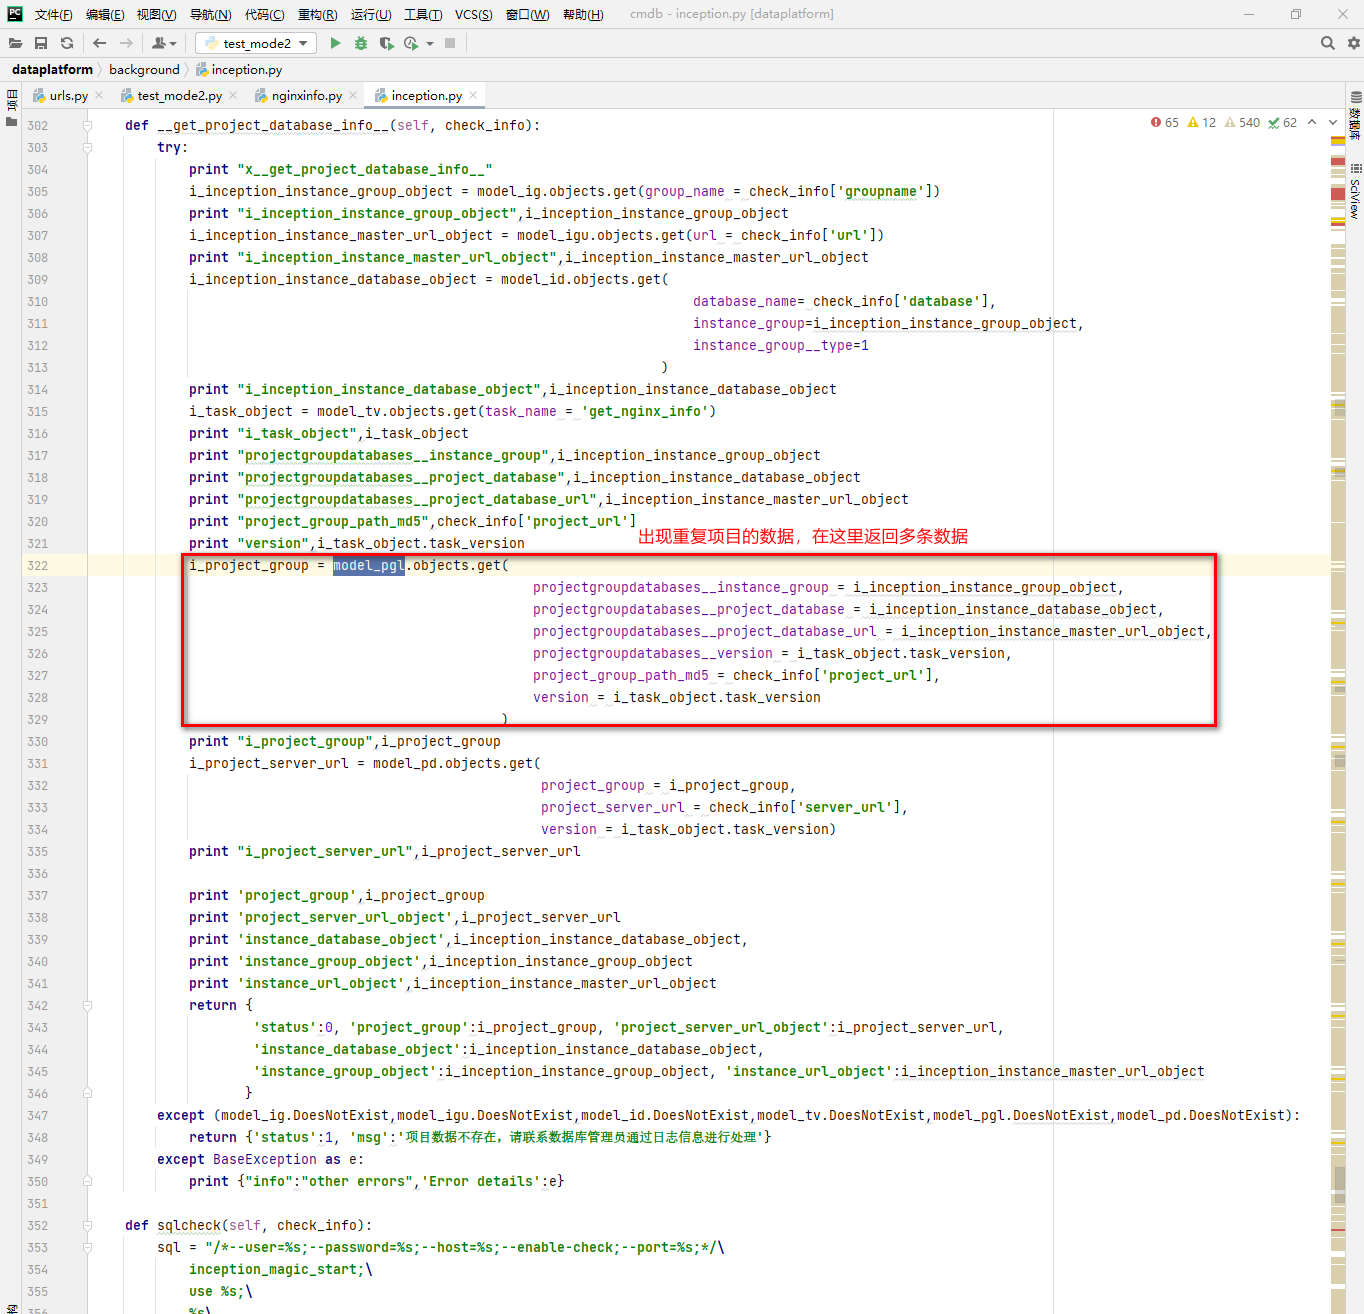 PC 文件(F) 编辑(E) 视图(V) 导航(N) 代码(C) 重构(R) 运行(U) 工具(T) VCS(S) 窗口(W) 帮助(H) cmdb - inception.py [dataplatform]
test_mode2
dataplatform background inception.py
urls.py test_mode2.py nginxinfo.py inception.py
项目
数据库
SciView
65 12 540 62
302 def __get_project_database_info__(self, check_info):
303 try:
304 print "x__get_project_database_info__"
305 i_inception_instance_group_object = model_ig.objects.get(group_name = check_info['groupname'])
306 print "i_inception_instance_group_object",i_inception_instance_group_object
307 i_inception_instance_master_url_object = model_igu.objects.get(url = check_info['url'])
308 print "i_inception_instance_master_url_object",i_inception_instance_master_url_object
309 i_inception_instance_database_object = model_id.objects.get(
310 database_name= check_info['database'],
311 instance_group=i_inception_instance_group_object,
312 instance_group__type=1
313 )
314 print "i_inception_instance_database_object",i_inception_instance_database_object
315 i_task_object = model_tv.objects.get(task_name = 'get_nginx_info')
316 print "i_task_object",i_task_object
317 print "projectgroupdatabases__instance_group",i_inception_instance_group_object
318 print "projectgroupdatabases__project_database",i_inception_instance_database_object
319 print "projectgroupdatabases__project_database_url",i_inception_instance_master_url_object
320 print "project_group_path_md5",check_info['project_url']
出现重复项目的数据，在这里返回多条数据
321 print "version",i_task_object.task_version
322 i_project_group = model_pgl.objects.get(
323 projectgroupdatabases__instance_group = i_inception_instance_group_object,
324 projectgroupdatabases__project_database = i_inception_instance_database_object,
325 projectgroupdatabases__project_database_url = i_inception_instance_master_url_object,
326 projectgroupdatabases__version = i_task_object.task_version,
327 project_group_path_md5 = check_info['project_url'],
328 version = i_task_object.task_version
329 )
330 print "i_project_group",i_project_group
331 i_project_server_url = model_pd.objects.get(
332 project_group = i_project_group,
333 project_server_url = check_info['server_url'],
334 version = i_task_object.task_version)
335 print "i_project_server_url",i_project_server_url
336
337 print 'project_group',i_project_group
338 print 'project_server_url_object',i_project_server_url
339 print 'instance_database_object',i_inception_instance_database_object,
340 print 'instance_group_object',i_inception_instance_group_object
341 print 'instance_url_object',i_inception_instance_master_url_object
342 return {
343 'status':0, 'project_group':i_project_group, 'project_server_url_object':i_project_server_url,
344 'instance_database_object':i_inception_instance_database_object,
345 'instance_group_object':i_inception_instance_group_object, 'instance_url_object':i_inception_instance_master_url_object
346 }
347 except (model_ig.DoesNotExist,model_igu.DoesNotExist,model_id.DoesNotExist,model_tv.DoesNotExist,model_pgl.DoesNotExist,model_pd.DoesNotExist):
348 return {'status':1, 'msg':'项目数据不存在，请联系数据库管理员通过日志信息进行处理'}
349 except BaseException as e:
350 print {"info":"other errors",'Error details':e}
351
352 def sqlcheck(self, check_info):
353 sql = "/*--user=%s;--password=%s;--host=%s;--enable-check;--port=%s;*/\
354 inception_magic_start;\
355 use %s;\
356 %s\